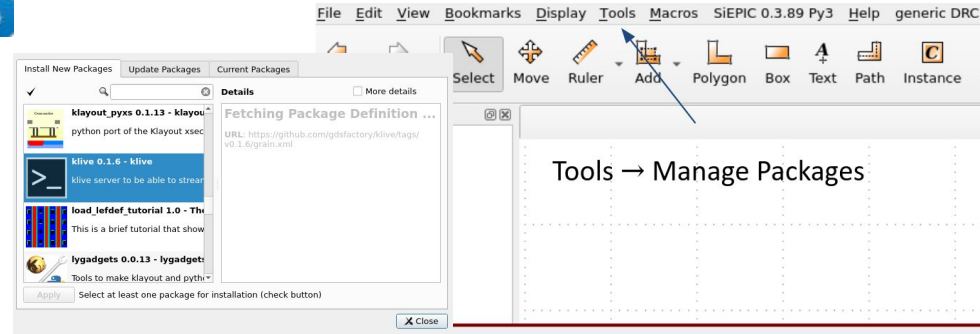 File Edit View Bookmarks Display Tools Macros SiEPIC 0.3.89 Py3 Help generic DRC
Select Move Ruler Add Polygon Box Text Path Instance
Install New Packages Update Packages Current Packages
Details More details
klayout_pyxs 0.1.13 - klayou
python port of the Klayout xsec
klive 0.1.6 - klive
klive server to be able to strear
load_lefdef_tutorial 1.0 - The
This is a brief tutorial that show
lygadgets 0.0.13 - lygadgets
Tools to make klayout and pytho
Fetching Package Definition ...
URL: https://github.com/gdsfactory/klive/tags/
v0.1.6/grain.xml
Apply Select at least one package for installation (check button)
Close
Tools → Manage Packages